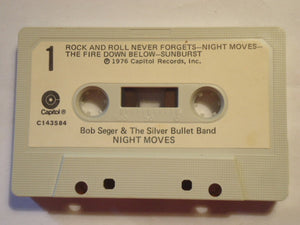 1
ROCK AND ROLL NEVER FORGETS—NIGHT MOVES—
THE FIRE DOWN BELOW—SUNBURST
℗ 1976 Capitol Records, Inc.
Capitol®
C143584
Bob Seger & The Silver Bullet Band
NIGHT MOVES